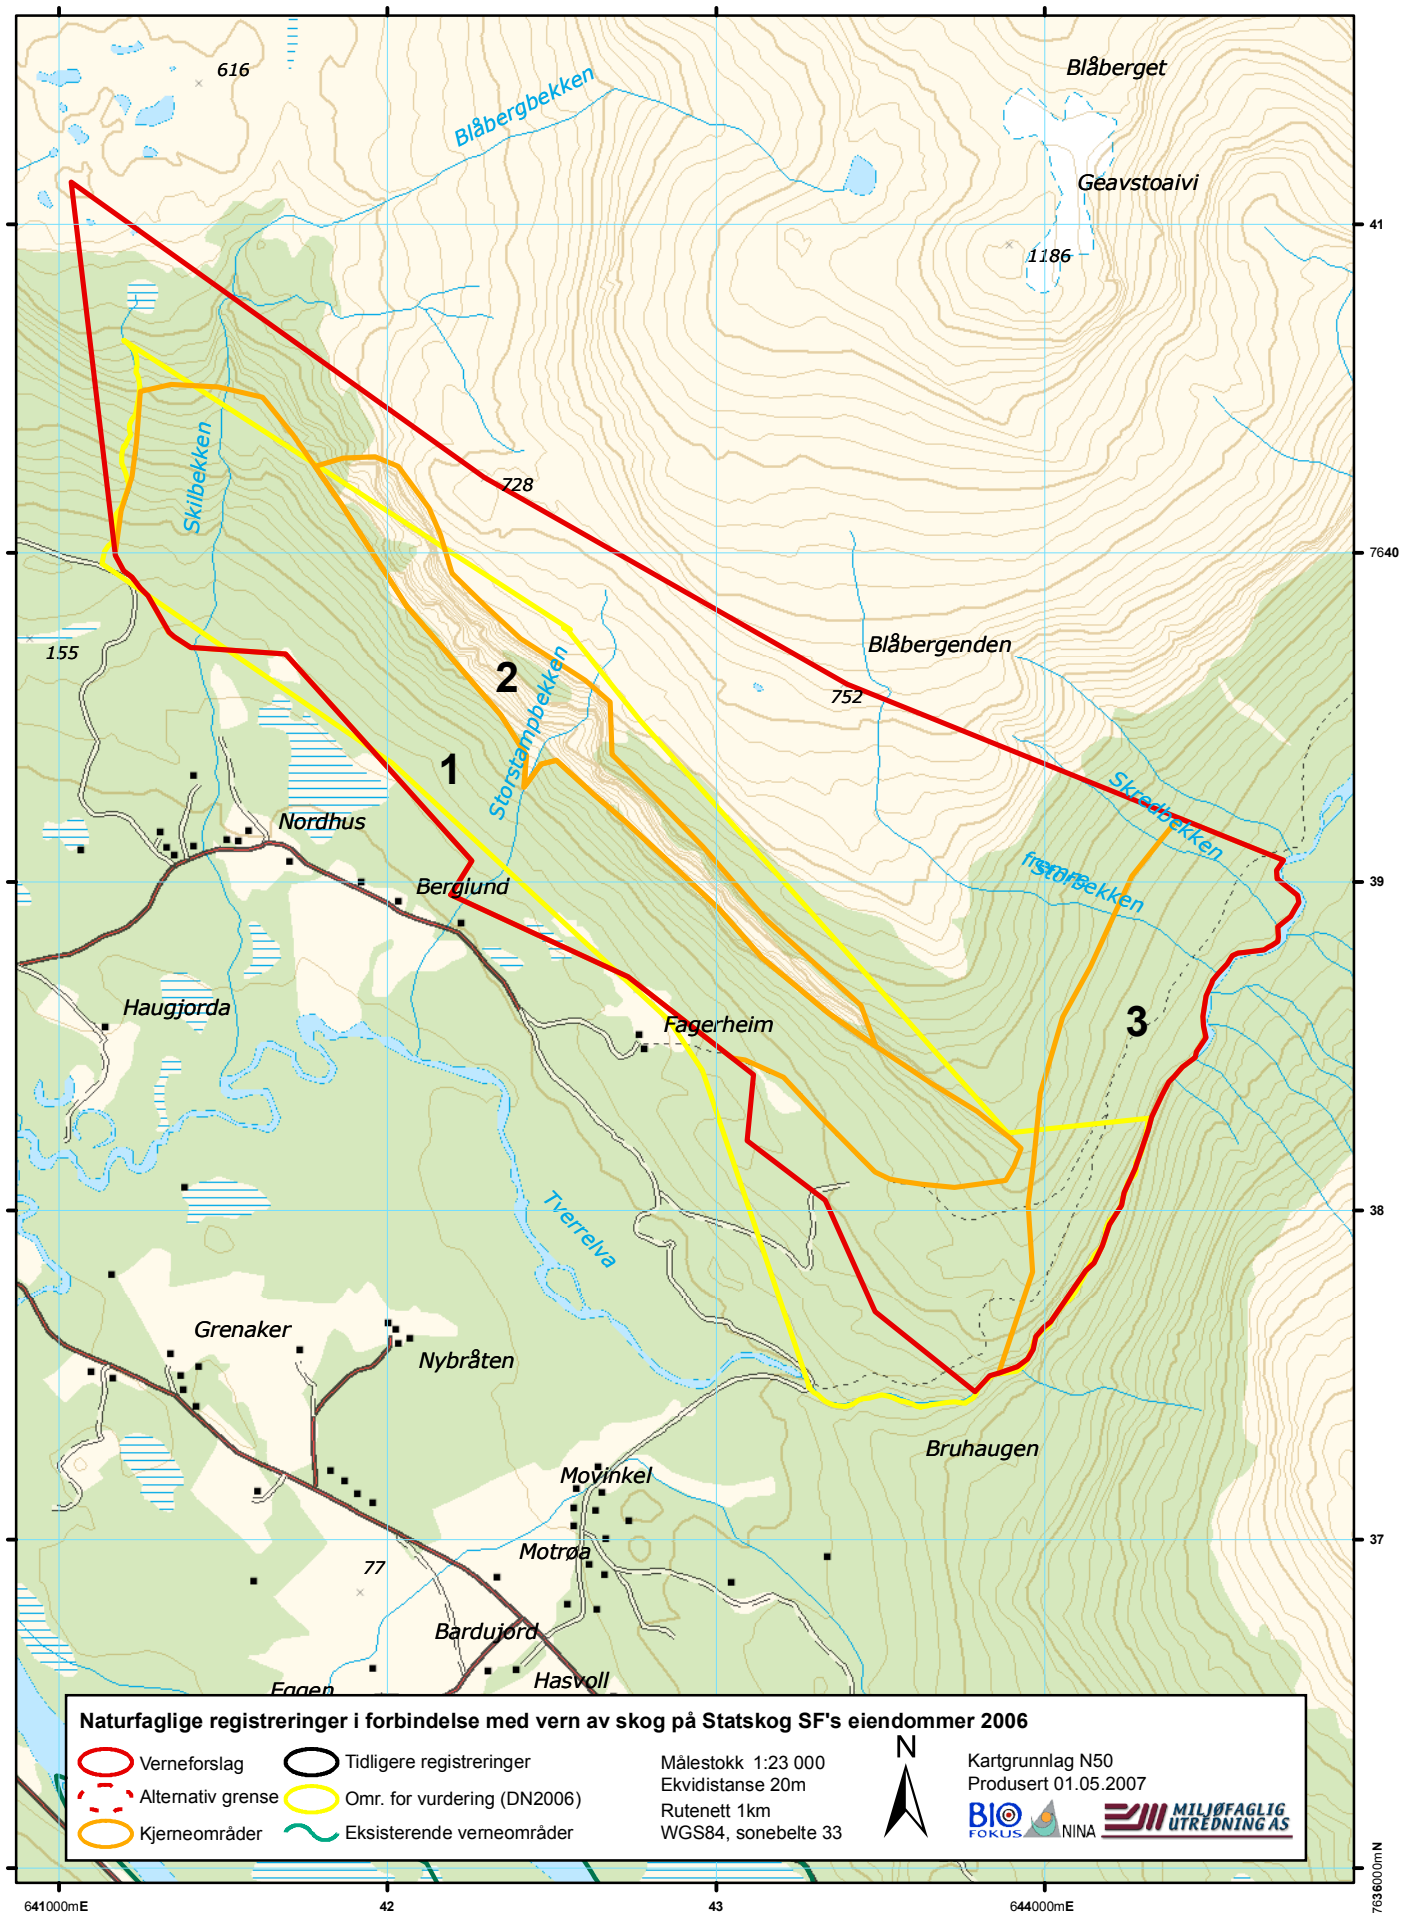 616
Blåbergbekken
Blåberget
Geavstoaivi
41
1186
Skilbekken
728
7640
155
Blåbergenden
2
752
Storstampbekken
1
Skredbekken
Nordhus
fremre
Storbekken
39
Berglund
Haugjorda
Fagerheim
3
38
Tverrelva
Grenaker
Nybråten
Bruhaugen
Movinkel
37
Motrøa
77
Bardujord
Hasvoll
Eggen
Naturfaglige registreringer i forbindelse med vern av skog på Statskog SF's eiendommer 2006
Verneforslag
Alternativ grense
Kjerneområder
Tidligere registreringer
Omr. for vurdering (DN2006)
Eksisterende verneområder
Målestokk 1:23 000
Ekvidistanse 20m
Rutenett 1km
WGS84, sonebelte 33
N
Kartgrunnlag N50
Produsert 01.05.2007
BIO
FOKUS
NINA
MILJØFAGLIG
UTREDNING AS
7636000mN
641000mE
42
43
644000mE